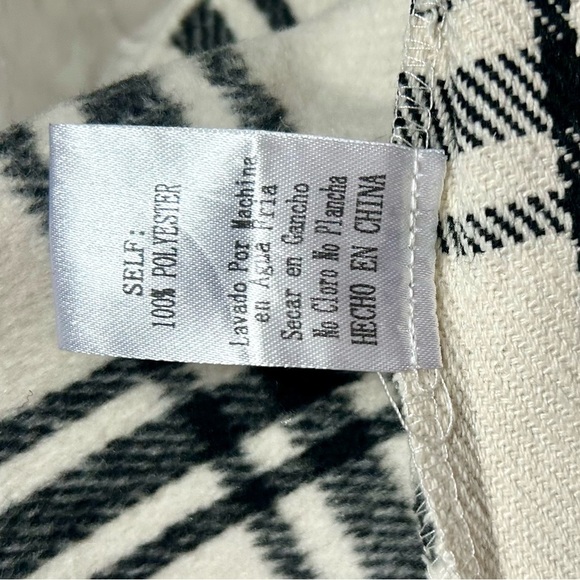 SELF:
100% POLYESTER
Lavado Por Machine
en Agua Fria
Secar en Gancho
No Cloro No Plancha
HECHO EN CHINA